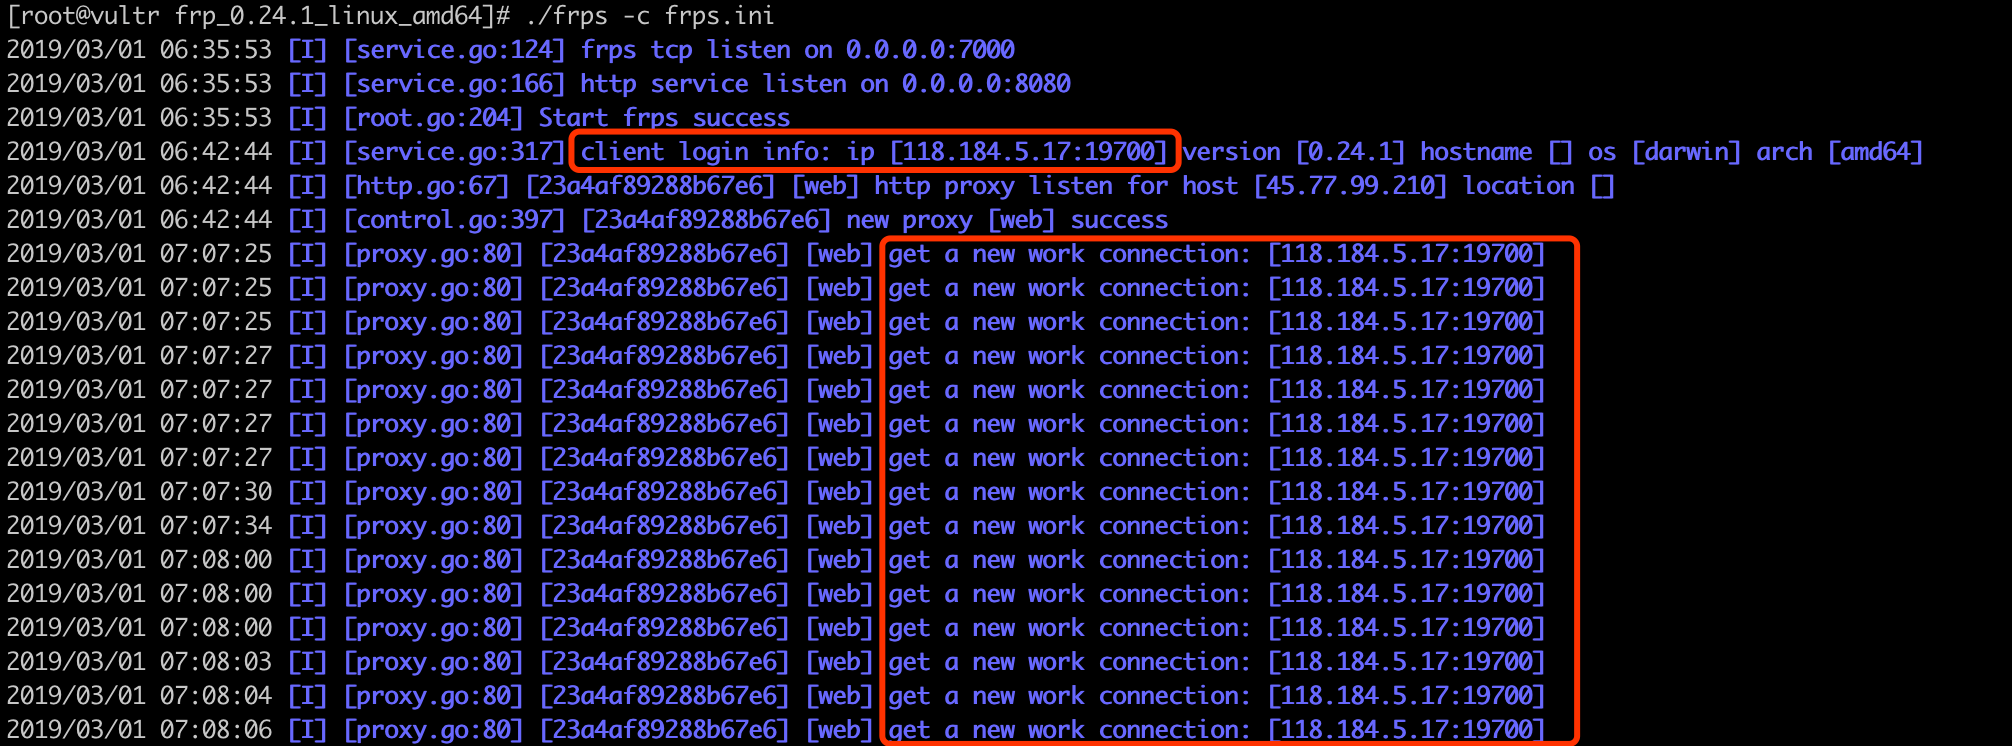 [root@vultr frp_0.24.1_linux_amd64]# ./frps -c frps.ini
2019/03/01 06:35:53 [I] [service.go:124] frps tcp listen on 0.0.0.0:7000
2019/03/01 06:35:53 [I] [service.go:166] http service listen on 0.0.0.0:8080
2019/03/01 06:35:53 [I] [root.go:204] Start frps success
2019/03/01 06:42:44 [I] [service.go:317] client login info: ip [118.184.5.17:19700] version [0.24.1] hostname [] os [darwin] arch [amd64]
2019/03/01 06:42:44 [I] [http.go:67] [23a4af89288b67e6] [web] http proxy listen for host [45.77.99.210] location []
2019/03/01 06:42:44 [I] [control.go:397] [23a4af89288b67e6] new proxy [web] success
2019/03/01 07:07:25 [I] [proxy.go:80] [23a4af89288b67e6] [web] get a new work connection: [118.184.5.17:19700]
2019/03/01 07:07:25 [I] [proxy.go:80] [23a4af89288b67e6] [web] get a new work connection: [118.184.5.17:19700]
2019/03/01 07:07:25 [I] [proxy.go:80] [23a4af89288b67e6] [web] get a new work connection: [118.184.5.17:19700]
2019/03/01 07:07:27 [I] [proxy.go:80] [23a4af89288b67e6] [web] get a new work connection: [118.184.5.17:19700]
2019/03/01 07:07:27 [I] [proxy.go:80] [23a4af89288b67e6] [web] get a new work connection: [118.184.5.17:19700]
2019/03/01 07:07:27 [I] [proxy.go:80] [23a4af89288b67e6] [web] get a new work connection: [118.184.5.17:19700]
2019/03/01 07:07:27 [I] [proxy.go:80] [23a4af89288b67e6] [web] get a new work connection: [118.184.5.17:19700]
2019/03/01 07:07:30 [I] [proxy.go:80] [23a4af89288b67e6] [web] get a new work connection: [118.184.5.17:19700]
2019/03/01 07:07:34 [I] [proxy.go:80] [23a4af89288b67e6] [web] get a new work connection: [118.184.5.17:19700]
2019/03/01 07:08:00 [I] [proxy.go:80] [23a4af89288b67e6] [web] get a new work connection: [118.184.5.17:19700]
2019/03/01 07:08:00 [I] [proxy.go:80] [23a4af89288b67e6] [web] get a new work connection: [118.184.5.17:19700]
2019/03/01 07:08:00 [I] [proxy.go:80] [23a4af89288b67e6] [web] get a new work connection: [118.184.5.17:19700]
2019/03/01 07:08:03 [I] [proxy.go:80] [23a4af89288b67e6] [web] get a new work connection: [118.184.5.17:19700]
2019/03/01 07:08:04 [I] [proxy.go:80] [23a4af89288b67e6] [web] get a new work connection: [118.184.5.17:19700]
2019/03/01 07:08:06 [I] [proxy.go:80] [23a4af89288b67e6] [web] get a new work connection: [118.184.5.17:19700]